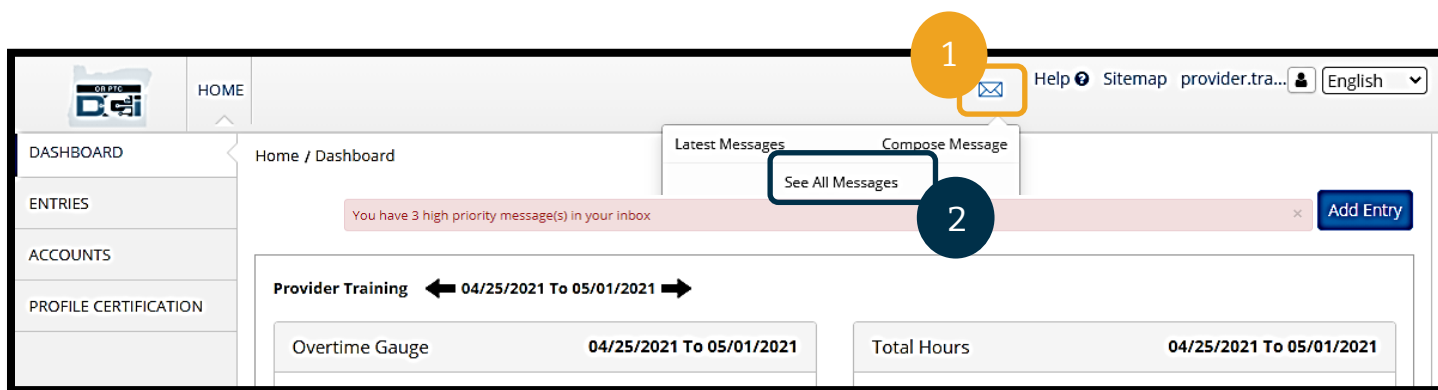 1
OR PTC
DCi
HOME
Help ? Sitemap provider.tra... English
DASHBOARD
Home / Dashboard
Latest Messages Compose Message
See All Messages
2
ENTRIES
You have 3 high priority message(s) in your inbox × Add Entry
ACCOUNTS
Provider Training 04/25/2021 To 05/01/2021
PROFILE CERTIFICATION
Overtime Gauge 04/25/2021 To 05/01/2021
Total Hours 04/25/2021 To 05/01/2021